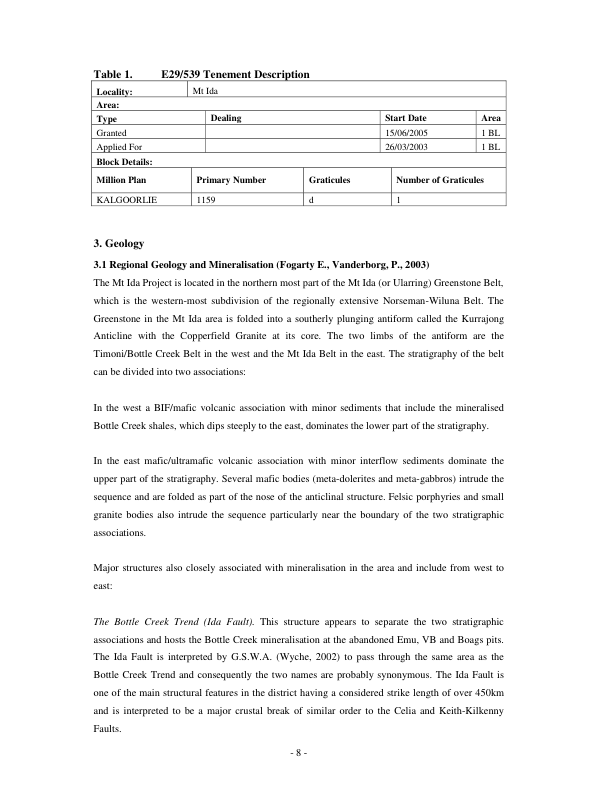 Table 1. E29/539 Tenement Description
Locality: Mt Ida
Area:
Type Dealing Start Date Area
Granted 15/06/2005 1 BL
Applied For 26/03/2003 1 BL
Block Details:
Million Plan Primary Number Graticules Number of Graticules
KALGOORLIE 1159 d 1
3. Geology
3.1 Regional Geology and Mineralisation (Fogarty E., Vanderborg, P., 2003)
The Mt Ida Project is located in the northern most part of the Mt Ida (or Ularring) Greenstone Belt,
which is the western-most subdivision of the regionally extensive Norseman-Wiluna Belt. The
Greenstone in the Mt Ida area is folded into a southerly plunging antiform called the Kurrajong
Anticline with the Copperfield Granite at its core. The two limbs of the antiform are the
Timoni/Bottle Creek Belt in the west and the Mt Ida Belt in the east. The stratigraphy of the belt
can be divided into two associations:
In the west a BIF/mafic volcanic association with minor sediments that include the mineralised
Bottle Creek shales, which dips steeply to the east, dominates the lower part of the stratigraphy.
In the east mafic/ultramafic volcanic association with minor interflow sediments dominate the
upper part of the stratigraphy. Several mafic bodies (meta-dolerites and meta-gabbros) intrude the
sequence and are folded as part of the nose of the anticlinal structure. Felsic porphyries and small
granite bodies also intrude the sequence particularly near the boundary of the two stratigraphic
associations.
Major structures also closely associated with mineralisation in the area and include from west to
east:
The Bottle Creek Trend (Ida Fault). This structure appears to separate the two stratigraphic
associations and hosts the Bottle Creek mineralisation at the abandoned Emu, VB and Boags pits.
The Ida Fault is interpreted by G.S.W.A. (Wyche, 2002) to pass through the same area as the
Bottle Creek Trend and consequently the two names are probably synonymous. The Ida Fault is
one of the main structural features in the district having a considered strike length of over 450km
and is interpreted to be a major crustal break of similar order to the Celia and Keith-Kilkenny
Faults.
- 8 -